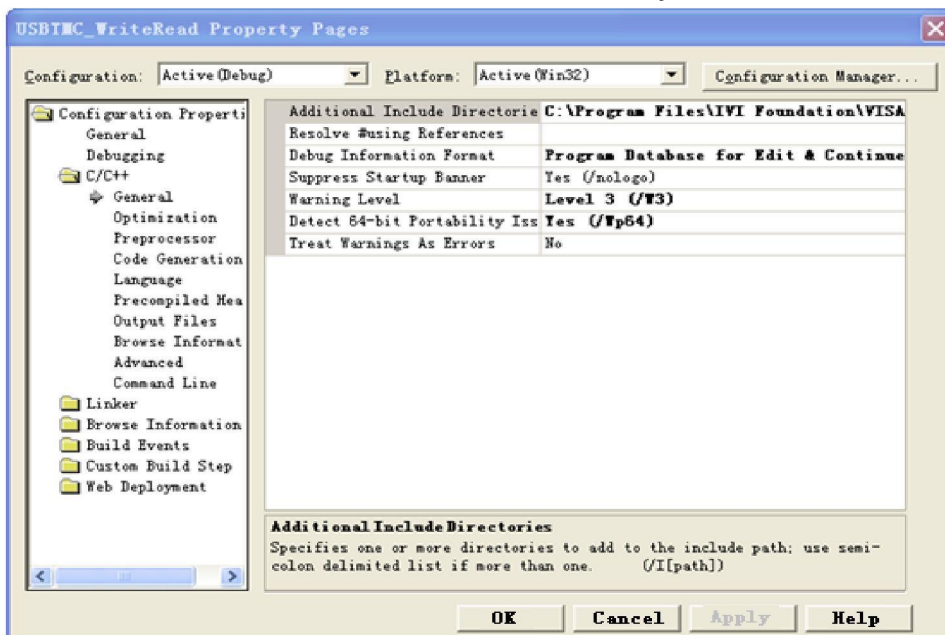 USBTMC_WriteRead Property Pages
Configuration: Active(Debug) Platform: Active(Win32) Configuration Manager...
Configuration Properti
General
Debugging
C/C++
General
Optimization
Preprocessor
Code Generation
Language
Precompiled Hea
Output Files
Browse Informat
Advanced
Command Line
Linker
Browse Information
Build Events
Custom Build Step
Web Deployment
Additional Include Directorie C:\Program Files\IVI Foundation\VISA
Resolve #using References
Debug Information Format Program Database for Edit & Continue
Suppress Startup Banner Yes (/nologo)
Warning Level Level 3 (/W3)
Detect 64-bit Portability Iss Yes (/Wp64)
Treat Warnings As Errors No
Additional Include Directories
Specifies one or more directories to add to the include path; use semi-
colon delimited list if more than one. (/I[path])
OK Cancel Apply Help